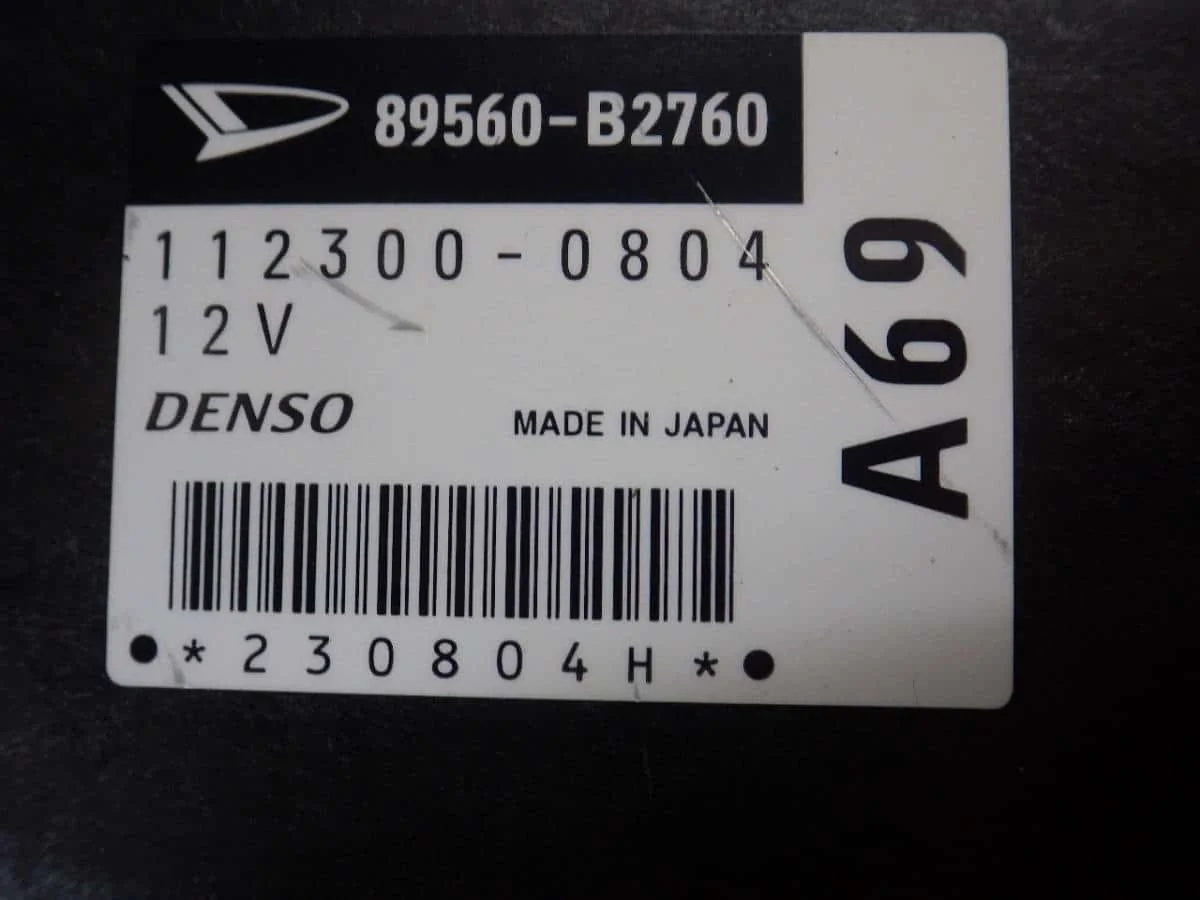 89560-B2760
112300-0804
12V
DENSO
MADE IN JAPAN
*230804H*
A69